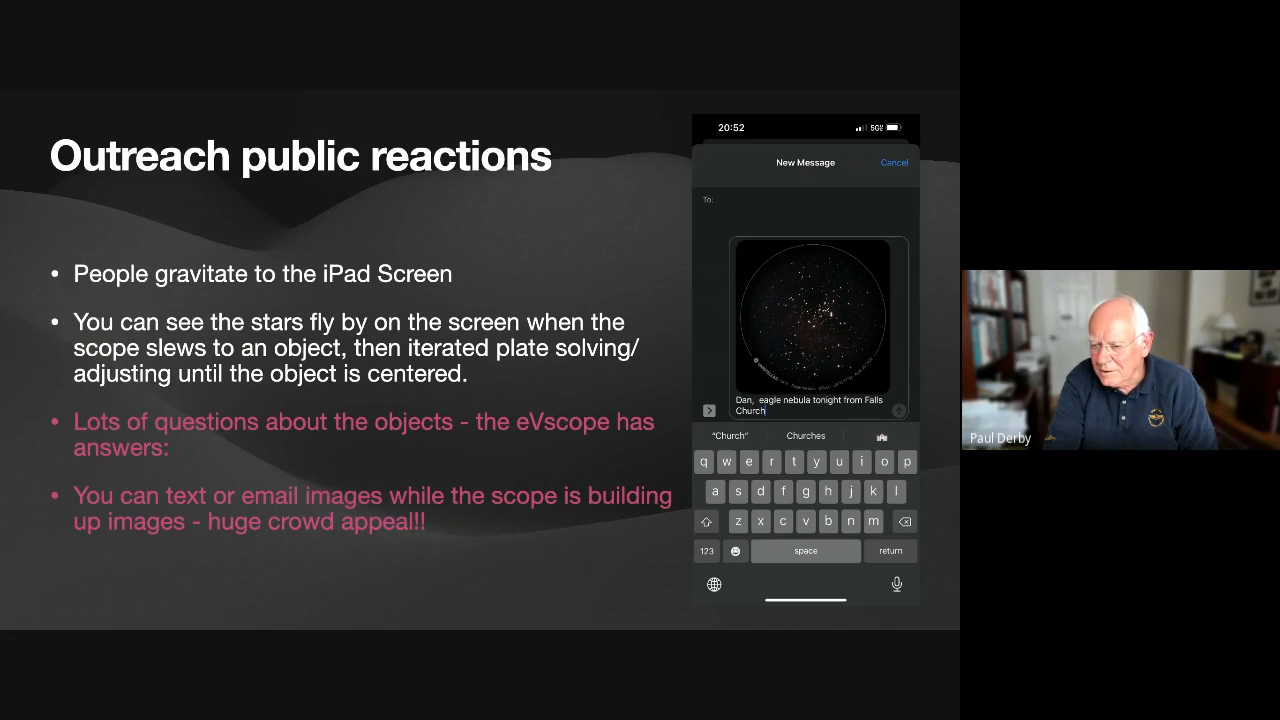 Outreach public reactions
• People gravitate to the iPad Screen
• You can see the stars fly by on the screen when the
scope slews to an object, then iterated plate solving/
adjusting until the object is centered.
• Lots of questions about the objects - the eVscope has
answers:
• You can text or email images while the scope is building
up images - huge crowd appeal!!
20:52
5G
New Message
Cancel
To:
Dan, eagle nebula tonight from Falls
Church
"Church"
Churches
q w e r t y u i o p
a s d f g h j k l
z x c v b n m
123
space
return
Paul Derby